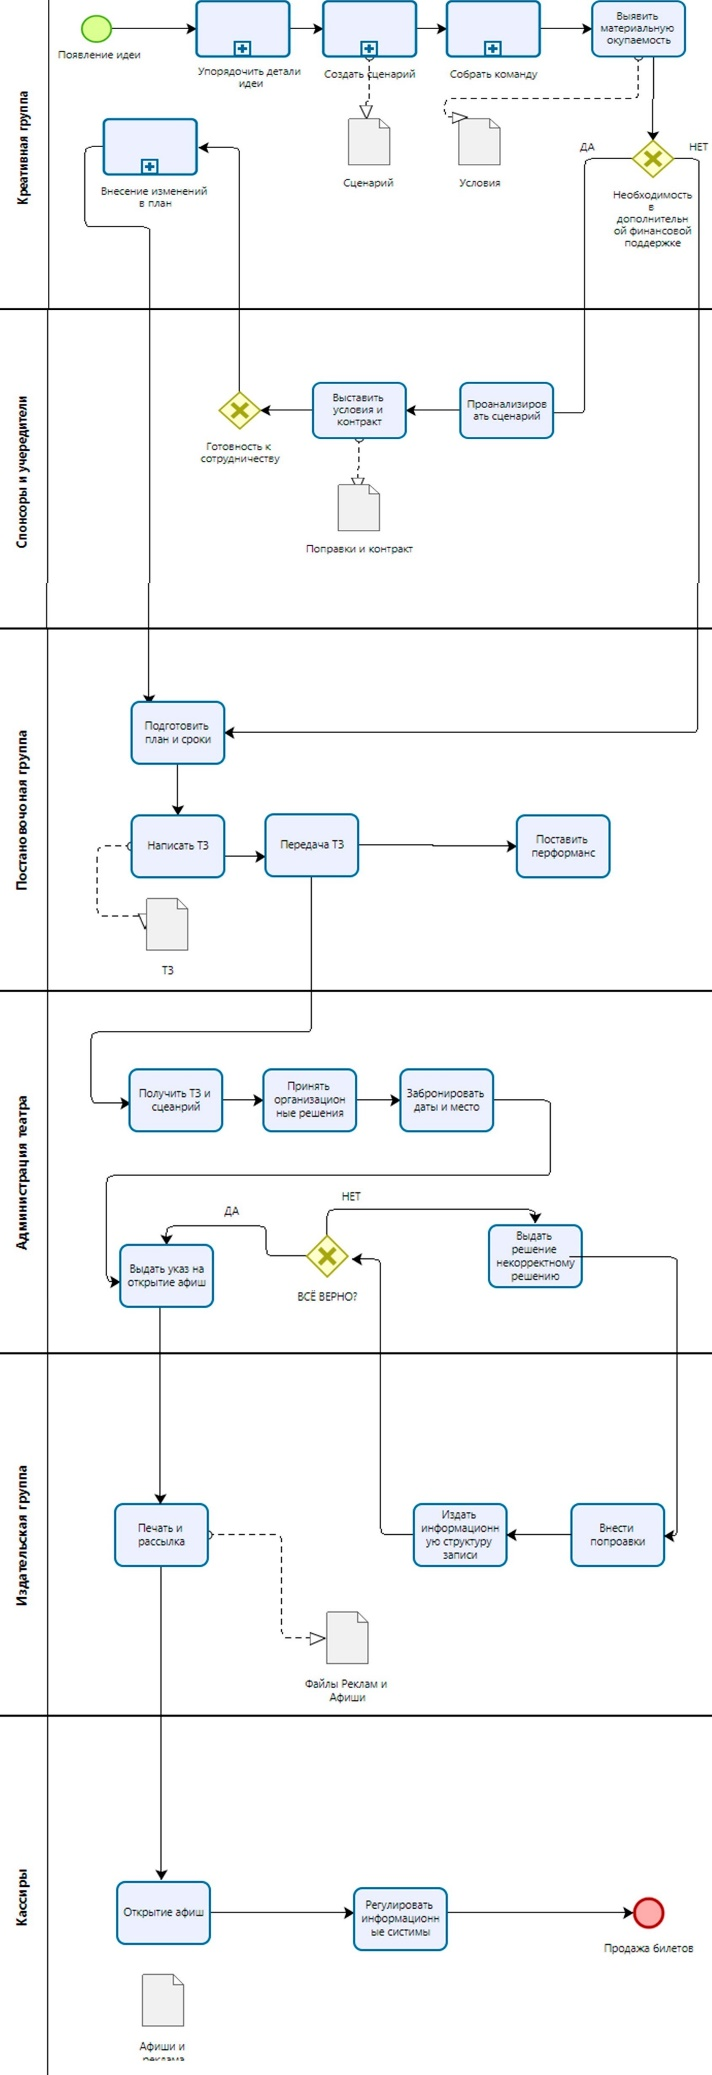 Креативная группа
Появление идеи
Упорядочить детали
идеи
Создать сценарий
Собрать команду
Выявить
материальную
окупаемость
Сценарий
Условия
ДА
НЕТ
Необходимость
в
дополнительн
ой финансовой
поддержке
Внесение изменений
в план
Спонсоры и учередители
Готовность к
сотрудничеству
Выставить
условия и
контракт
Проанализиров
ать сценарий
Поправки и контракт
Постановочоная группа
Подготовить
план и сроки
Написать ТЗ
Передача ТЗ
Поставить
перформанс
ТЗ
Администрация театра
Получить ТЗ и
сцеанрий
Принять
организацион
ные решения
Забронировать
даты и место
ДА
НЕТ
Выдать указ на
открытие афиш
ВСЁ ВЕРНО?
Выдать
решение
некорректному
решению
Издательская группа
Печать и
рассылка
Издать
информационн
ую структуру
записи
Внести
попроавки
Файлы Реклам и
Афиши
Кассиры
Открытие афиш
Регулировать
информационн
ые системы
Продажа билетов
Афиши и
реклама